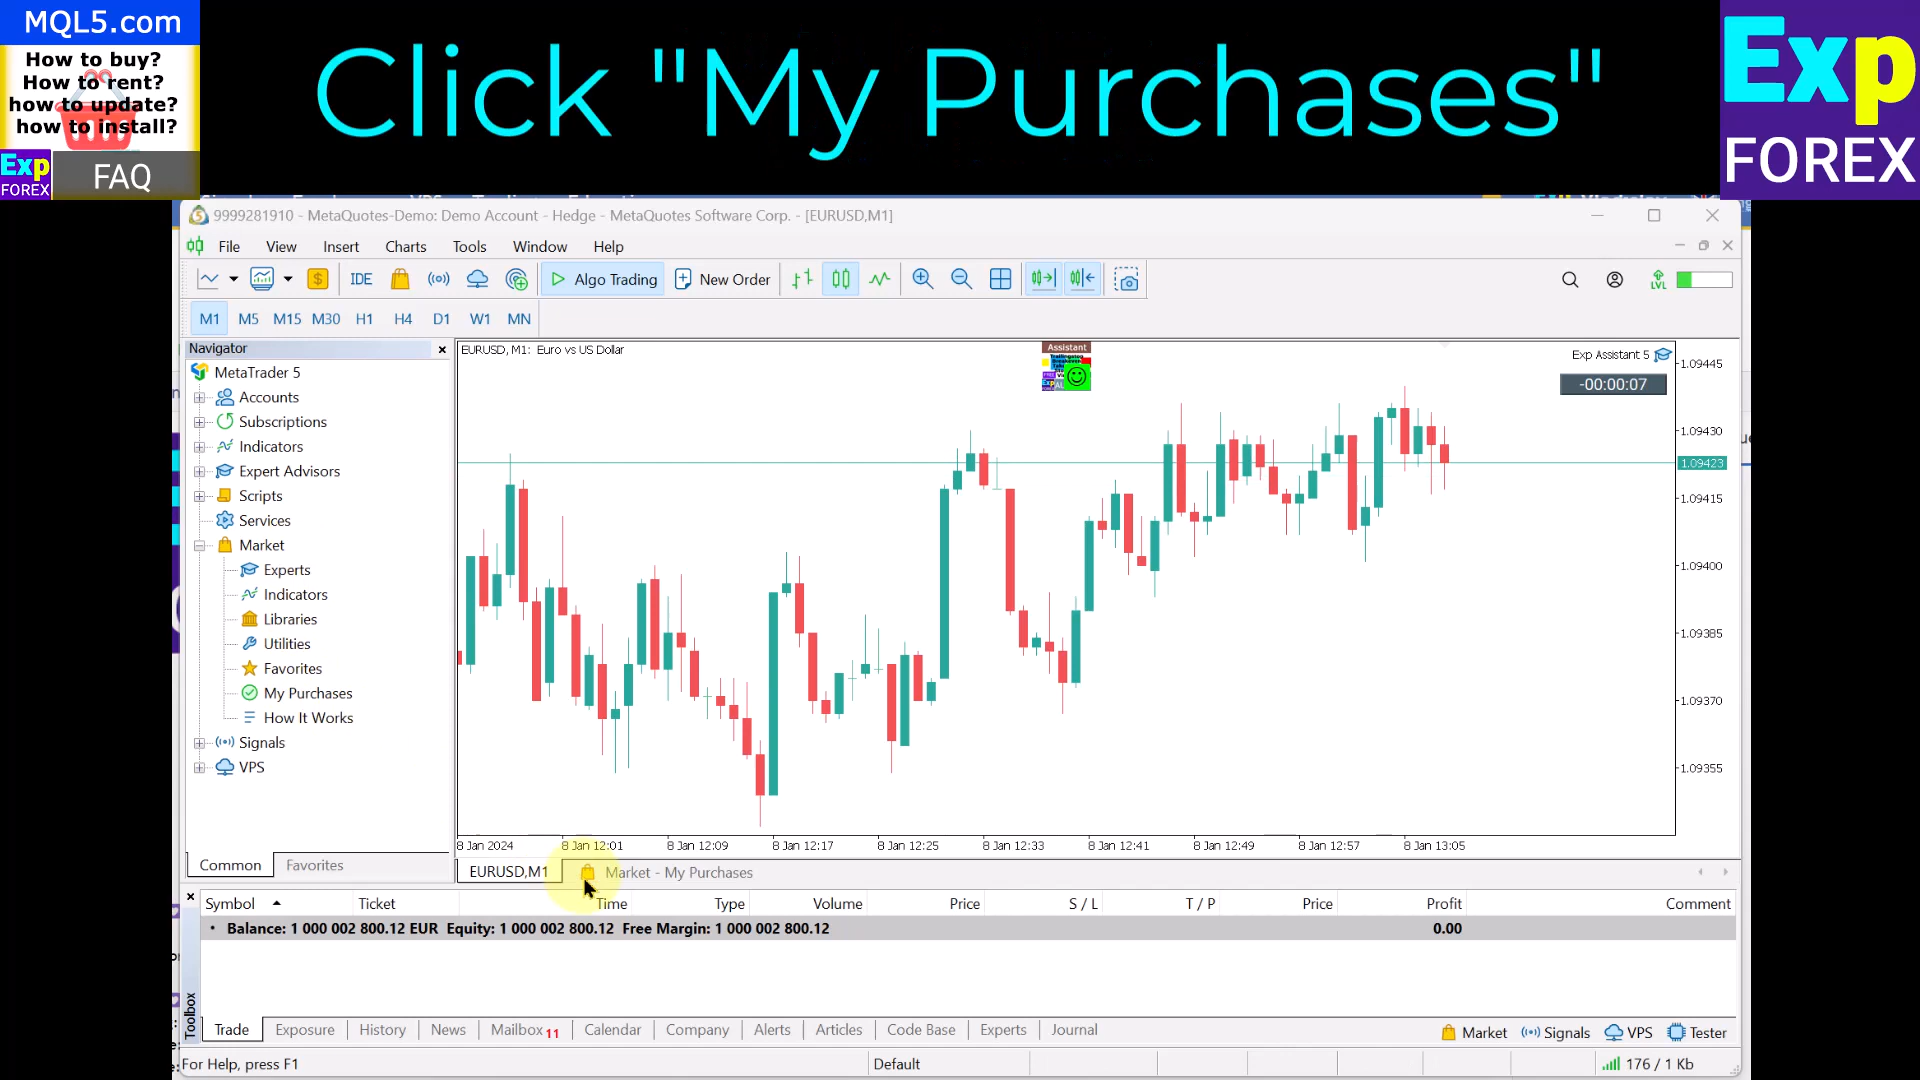 MQL5.com
How to buy?
How to rent?
how to update?
how to install?
Exp
FOREX
FAQ
Click "My Purchases"
Exp
FOREX
9999281910 - MetaQuotes-Demo: Demo Account - Hedge - MetaQuotes Software Corp. - [EURUSD,M1]
File View Insert Charts Tools Window Help
IDE Algo Trading New Order LVL
M1 M5 M15 M30 H1 H4 D1 W1 MN
Navigator
MetaTrader 5
Accounts
Subscriptions
Indicators
Expert Advisors
Scripts
Services
Market
Experts
Indicators
Libraries
Utilities
Favorites
My Purchases
How It Works
Signals
VPS
Common Favorites
EURUSD, M1: Euro vs US Dollar
Assistant
Exp Assistant 5
-00:00:07
1.09445
1.09430
1.09423
1.09415
1.09400
1.09385
1.09370
1.09355
8 Jan 2024 8 Jan 12:01 8 Jan 12:09 8 Jan 12:17 8 Jan 12:25 8 Jan 12:33 8 Jan 12:41 8 Jan 12:49 8 Jan 12:57 8 Jan 13:05
EURUSD,M1 Market - My Purchases
Symbol Ticket Time Type Volume Price S / L T / P Price Profit Comment
Balance: 1 000 002 800.12 EUR Equity: 1 000 002 800.12 Free Margin: 1 000 002 800.12 0.00
Toolbox
Trade Exposure History News Mailbox 11 Calendar Company Alerts Articles Code Base Experts Journal
Market Signals VPS Tester
For Help, press F1 Default 176 / 1 Kb